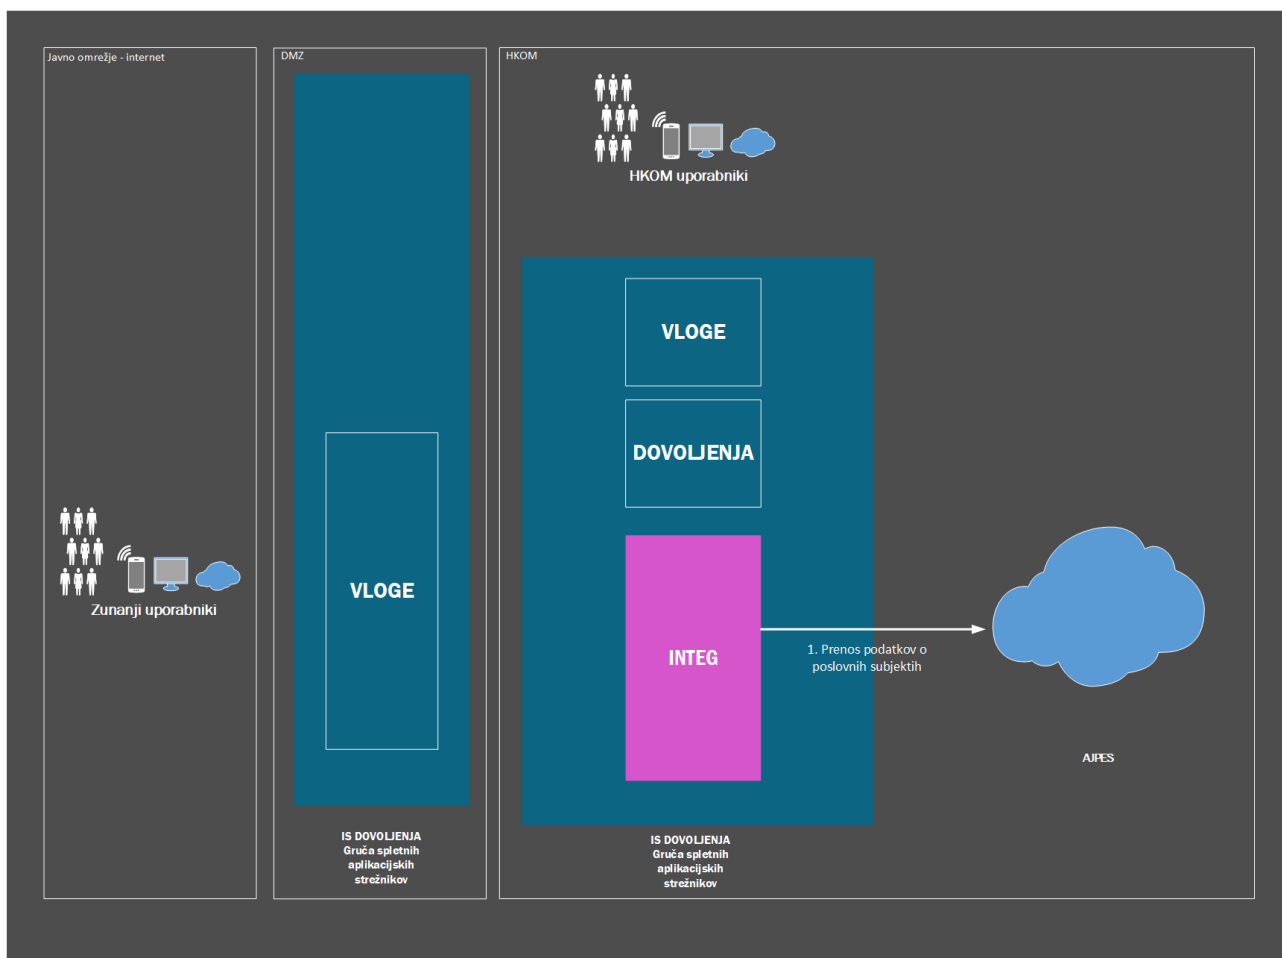 Javno omrežje - internet
DMZ
HKOM
HKOM uporabniki
VLOGE
DOVOLJENJA
Zunanji uporabniki
VLOGE
INTEG
1. Prenos podatkov o
poslovnih subjektih
AJPES
IS DOVOLJENJA
Gruča spletnih
aplikacijskih
strežnikov
IS DOVOLJENJA
Gruča spletnih
aplikacijskih
strežnikov